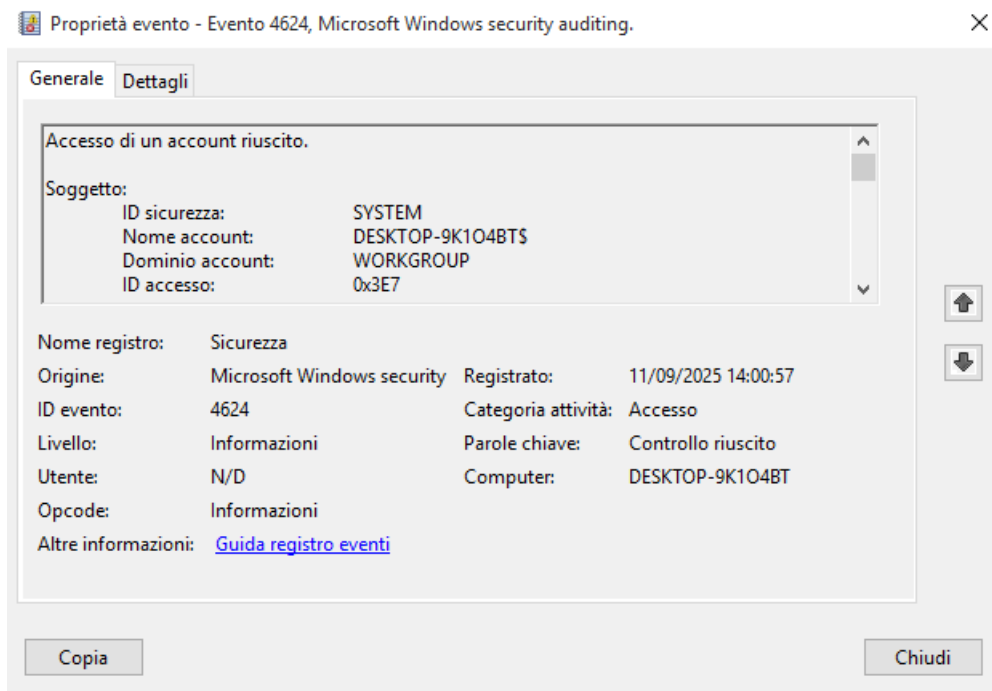 Proprietà evento - Evento 4624, Microsoft Windows security auditing.
Generale Dettagli
Accesso di un account riuscito.
Soggetto:
ID sicurezza: SYSTEM
Nome account: DESKTOP-9K1O4BT$
Dominio account: WORKGROUP
ID accesso: 0x3E7
Nome registro: Sicurezza
Origine: Microsoft Windows security Registrato: 11/09/2025 14:00:57
ID evento: 4624 Categoria attività: Accesso
Livello: Informazioni Parole chiave: Controllo riuscito
Utente: N/D Computer: DESKTOP-9K1O4BT
Opcode: Informazioni
Altre informazioni: Guida registro eventi
Copia Chiudi